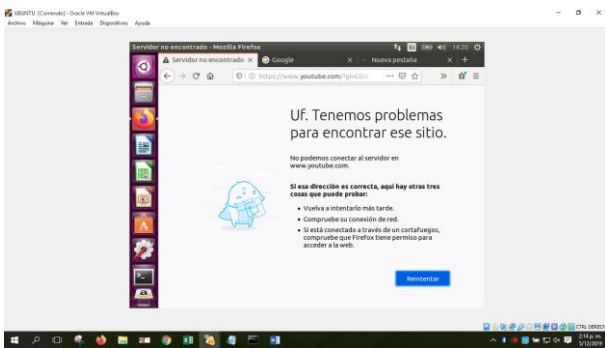 UBUNTU [Corriendo] - Oracle VM VirtualBox
Archivo Máquina Ver Entrada Dispositivos Ayuda
Servidor no encontrado - Mozilla Firefox
14:20
Servidor no encontrado
Google
Nueva pestaña
https://www.youtube.com/?gl=CO
Uf. Tenemos problemas
para encontrar ese sitio.
No podemos conectar al servidor en
www.youtube.com.
Si esa dirección es correcta, aquí hay otras tres
cosas que puede probar:
• Vuelva a intentarlo más tarde.
• Compruebe su conexión de red.
• Si está conectado a través de un cortafuegos,
compruebe que Firefox tiene permiso para
acceder a la web.
Reintentar
CTRL DERECHO
2:14 p. m.
5/12/2019